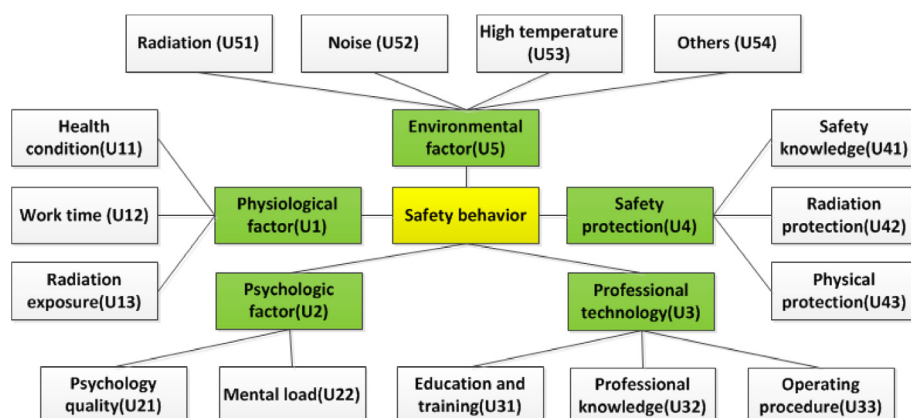 Radiation (U51)
Noise (U52)
High temperature
(U53)
Others (U54)
Health
condition(U11)
Environmental
factor(U5)
Safety
knowledge(U41)
Work time (U12)
Physiological
factor(U1)
Safety behavior
Safety
protection(U4)
Radiation
protection(U42)
Radiation
exposure(U13)
Psychologic
factor(U2)
Professional
technology(U3)
Physical
protection(U43)
Psychology
quality(U21)
Mental load(U22)
Education and
training(U31)
Professional
knowledge(U32)
Operating
procedure(U33)